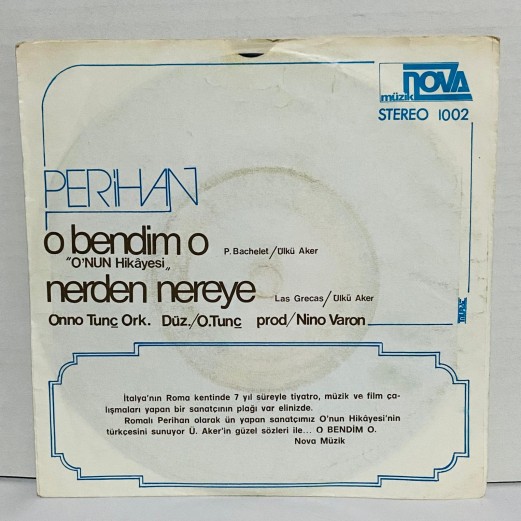 NOVA
müzik
STEREO 1002
PERiHAN
o bendim o P. Bachelet/Ülkü Aker
"O'NUN Hikâyesi„
nerden nereye Las Grecas/Ülkü Aker
Onno Tunç Ork. Düz./O.Tunç prod/Nino Varon
İtalya'nın Roma kentinde 7 yıl süreyle tiyatro, müzik ve film ça-
lışmaları yapan bir sanatçının plağı var elinizde.
Romalı Perihan olarak ün yapan sanatçımız O'nun Hikâyesi'nin
türkçesini sunuyor Ü. Aker'in güzel sözleri ile... O BENDİM O.
Nova Müzik